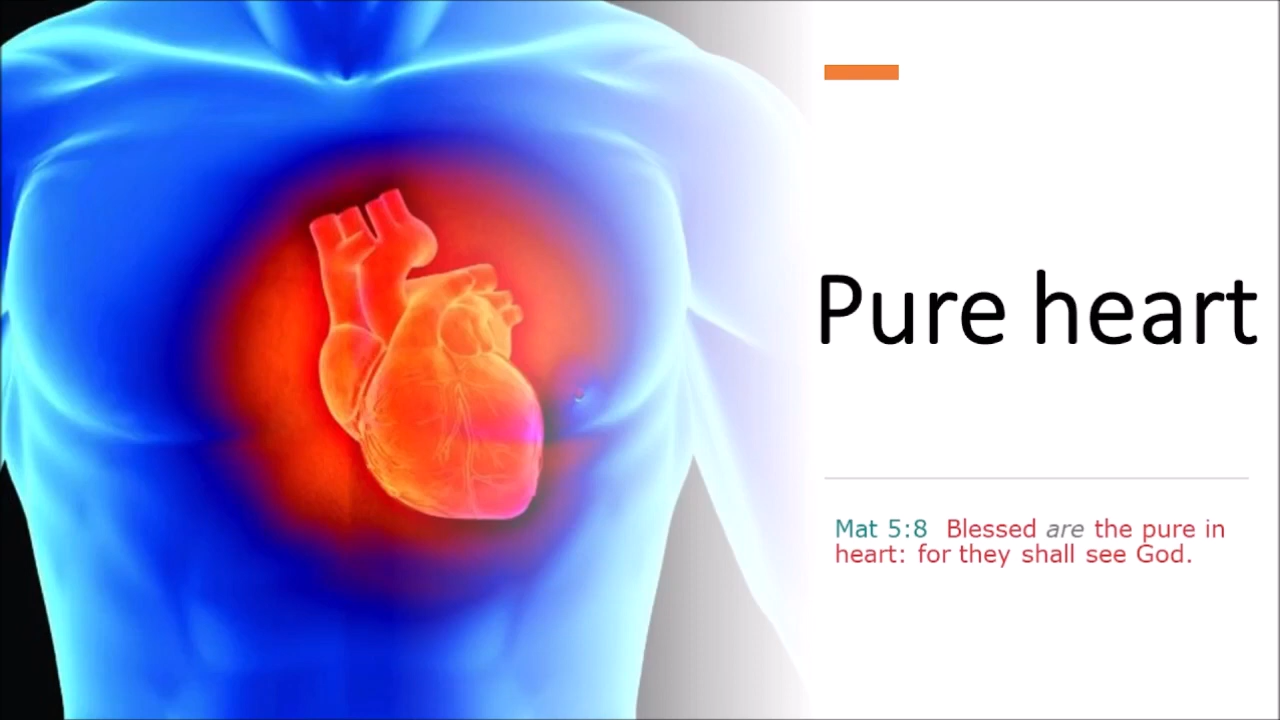 Pure heart
Mat 5:8 Blessed are the pure in
heart: for they shall see God.